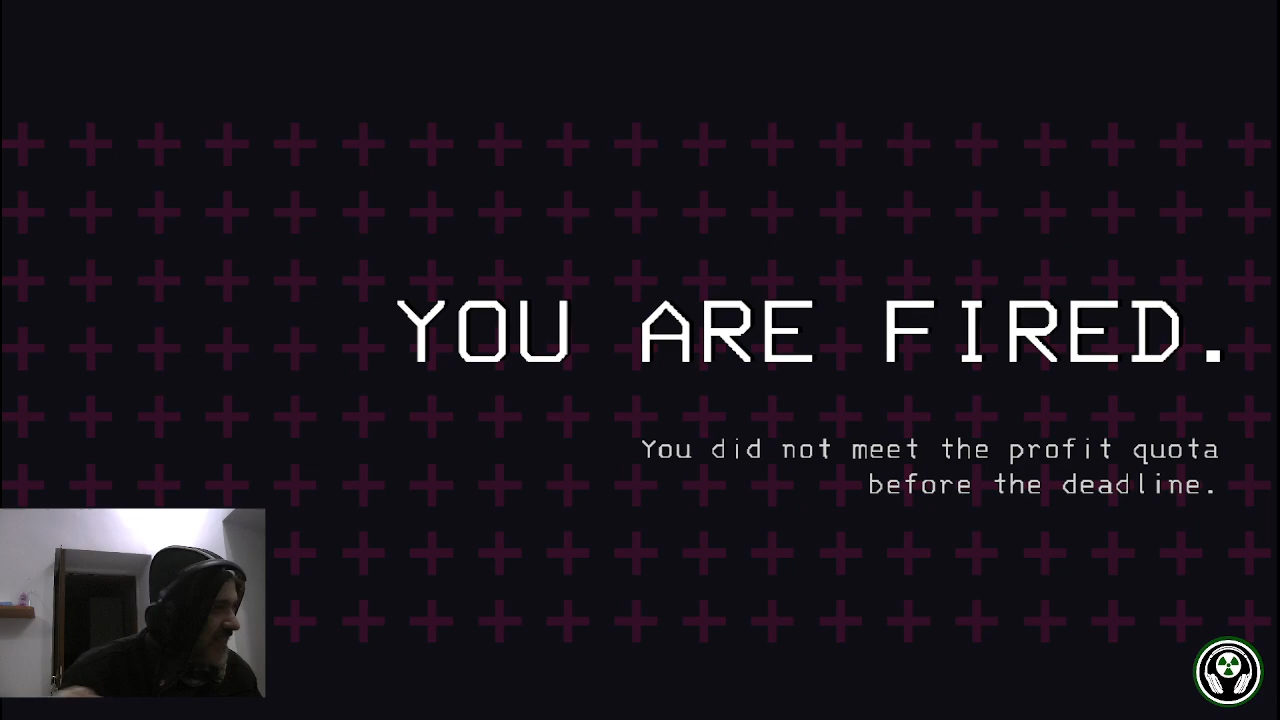 YOU ARE FIRED.
You did not meet the profit quota
before the deadline.